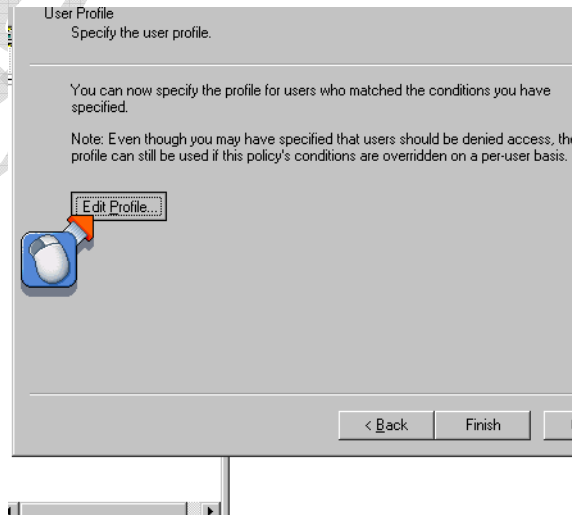 User Profile
Specify the user profile.
You can now specify the profile for users who matched the conditions you have
specified.
Note: Even though you may have specified that users should be denied access, the
profile can still be used if this policy's conditions are overridden on a per-user basis.
Edit Profile...
< Back Finish